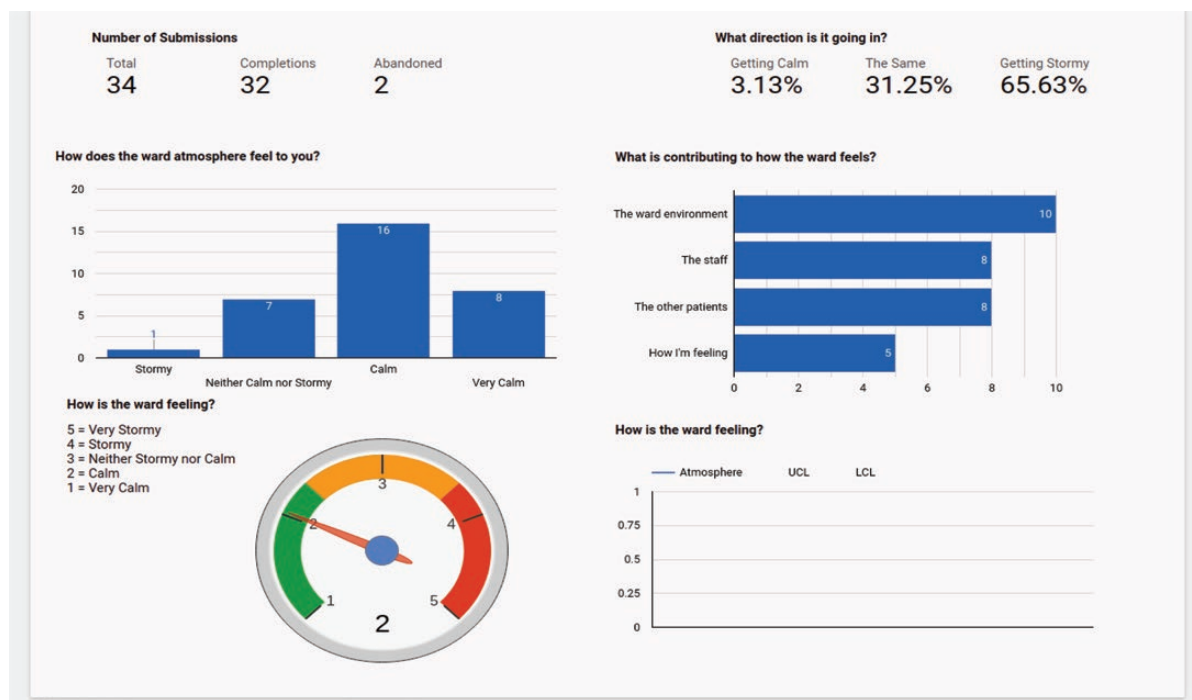 Number of Submissions
Total Completions Abandoned
34 32 2
What direction is it going in?
Getting Calm The Same Getting Stormy
3.13% 31.25% 65.63%
How does the ward atmosphere feel to you?
20
15
10
5
0
1
7
16
8
Stormy
Neither Calm nor Stormy
Calm
Very Calm
What is contributing to how the ward feels?
The ward environment 10
The staff 8
The other patients 8
How I'm feeling 5
0 2 4 6 8 10
How is the ward feeling?
5 = Very Stormy
4 = Stormy
3 = Neither Stormy nor Calm
2 = Calm
1 = Very Calm
3
2 4
1 5
2
How is the ward feeling?
Atmosphere UCL LCL
1
0.75
0.5
0.25
0